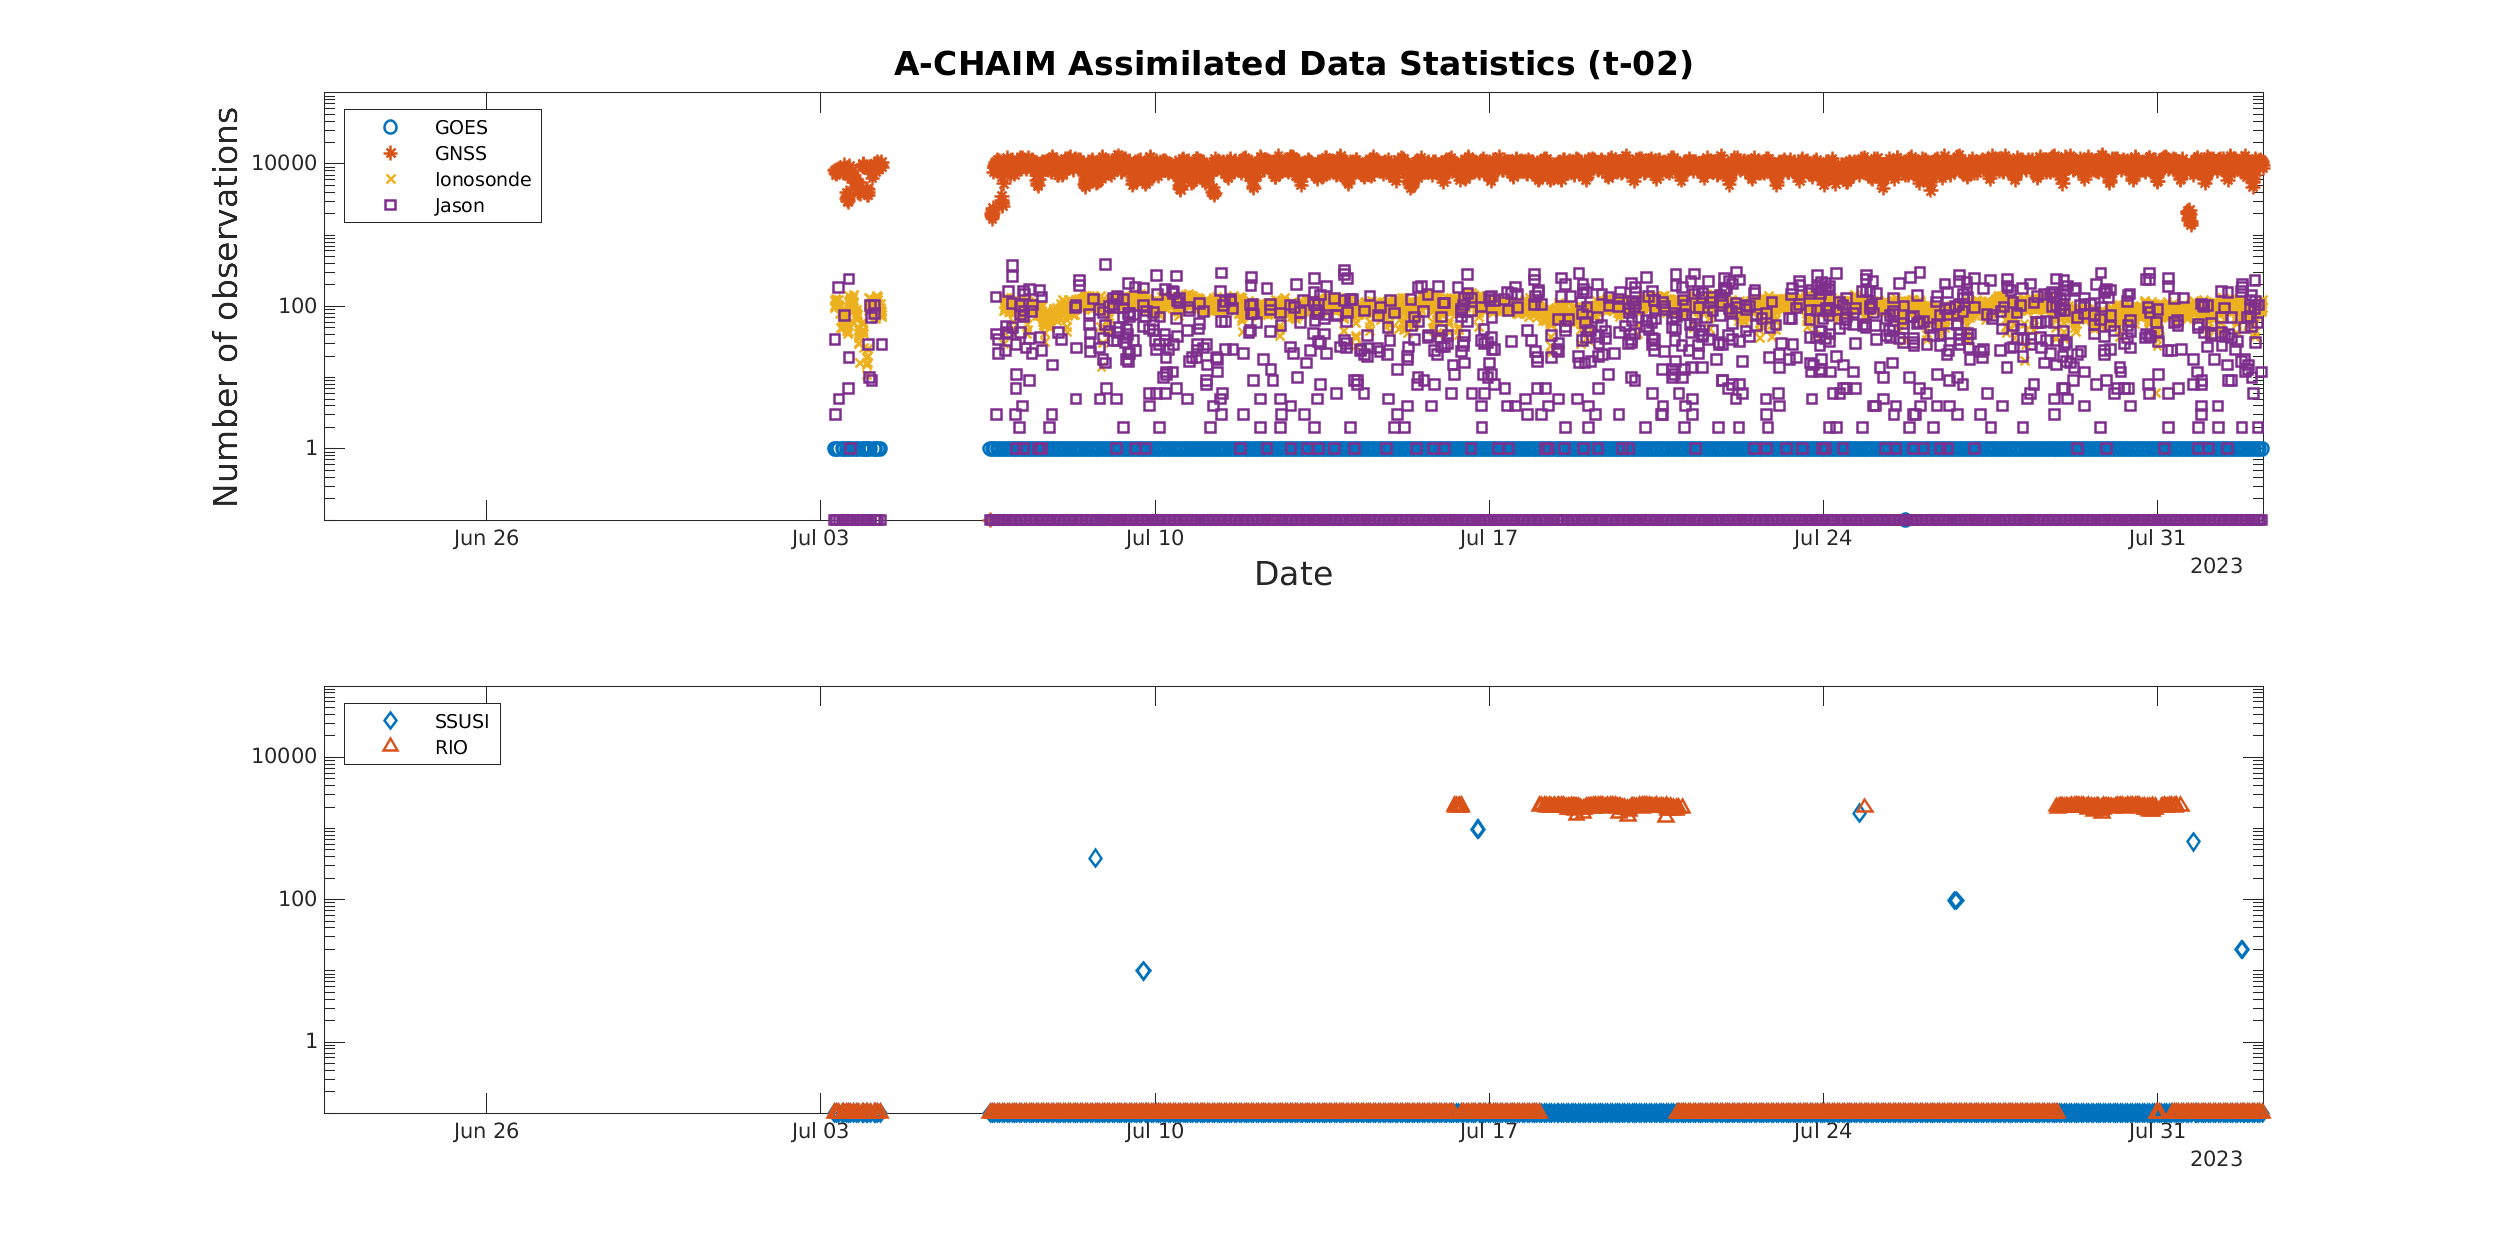 A-CHAIM Assimilated Data Statistics (t-02)
Number of observations
10000
100
1
GOES
GNSS
Ionosonde
Jason
Jun 26
Jul 03
Jul 10
Jul 17
Jul 24
Jul 31
2023
Date
10000
100
1
SSUSI
RIO
Jun 26
Jul 03
Jul 10
Jul 17
Jul 24
Jul 31
2023